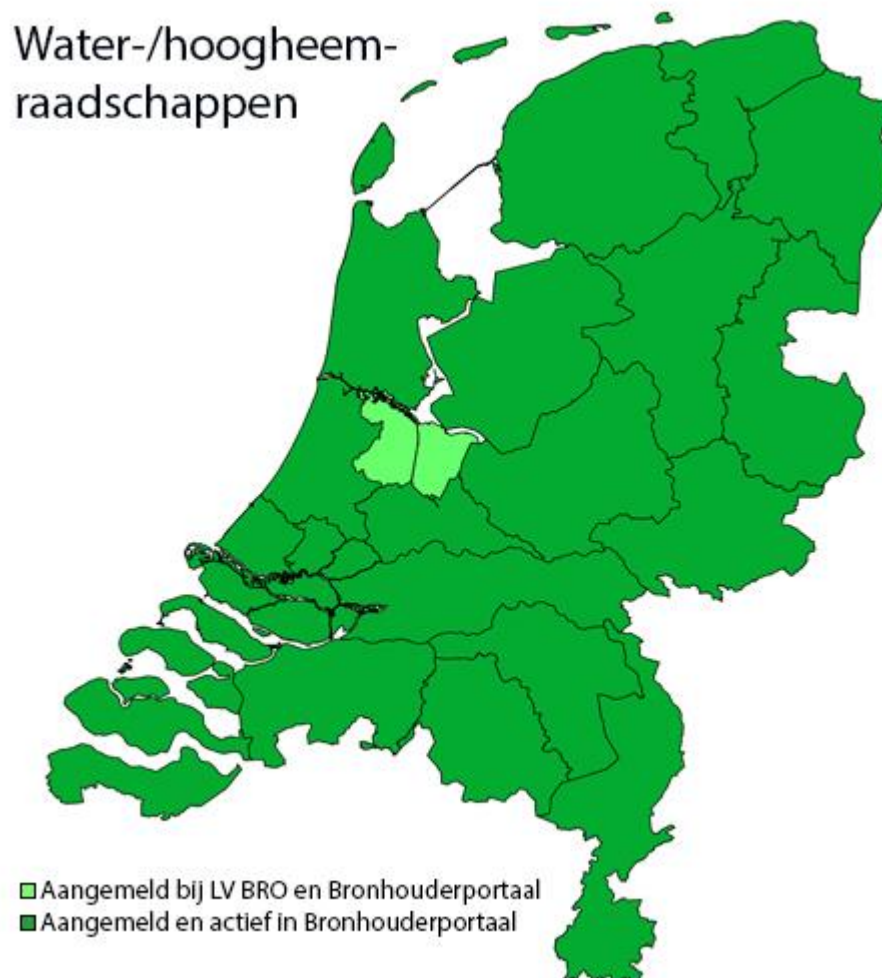 Water-/hoogheem-
raadschappen
Aangemeld bij LV BRO en Bronhouderportaal
Aangemeld en actief in Bronhouderportaal